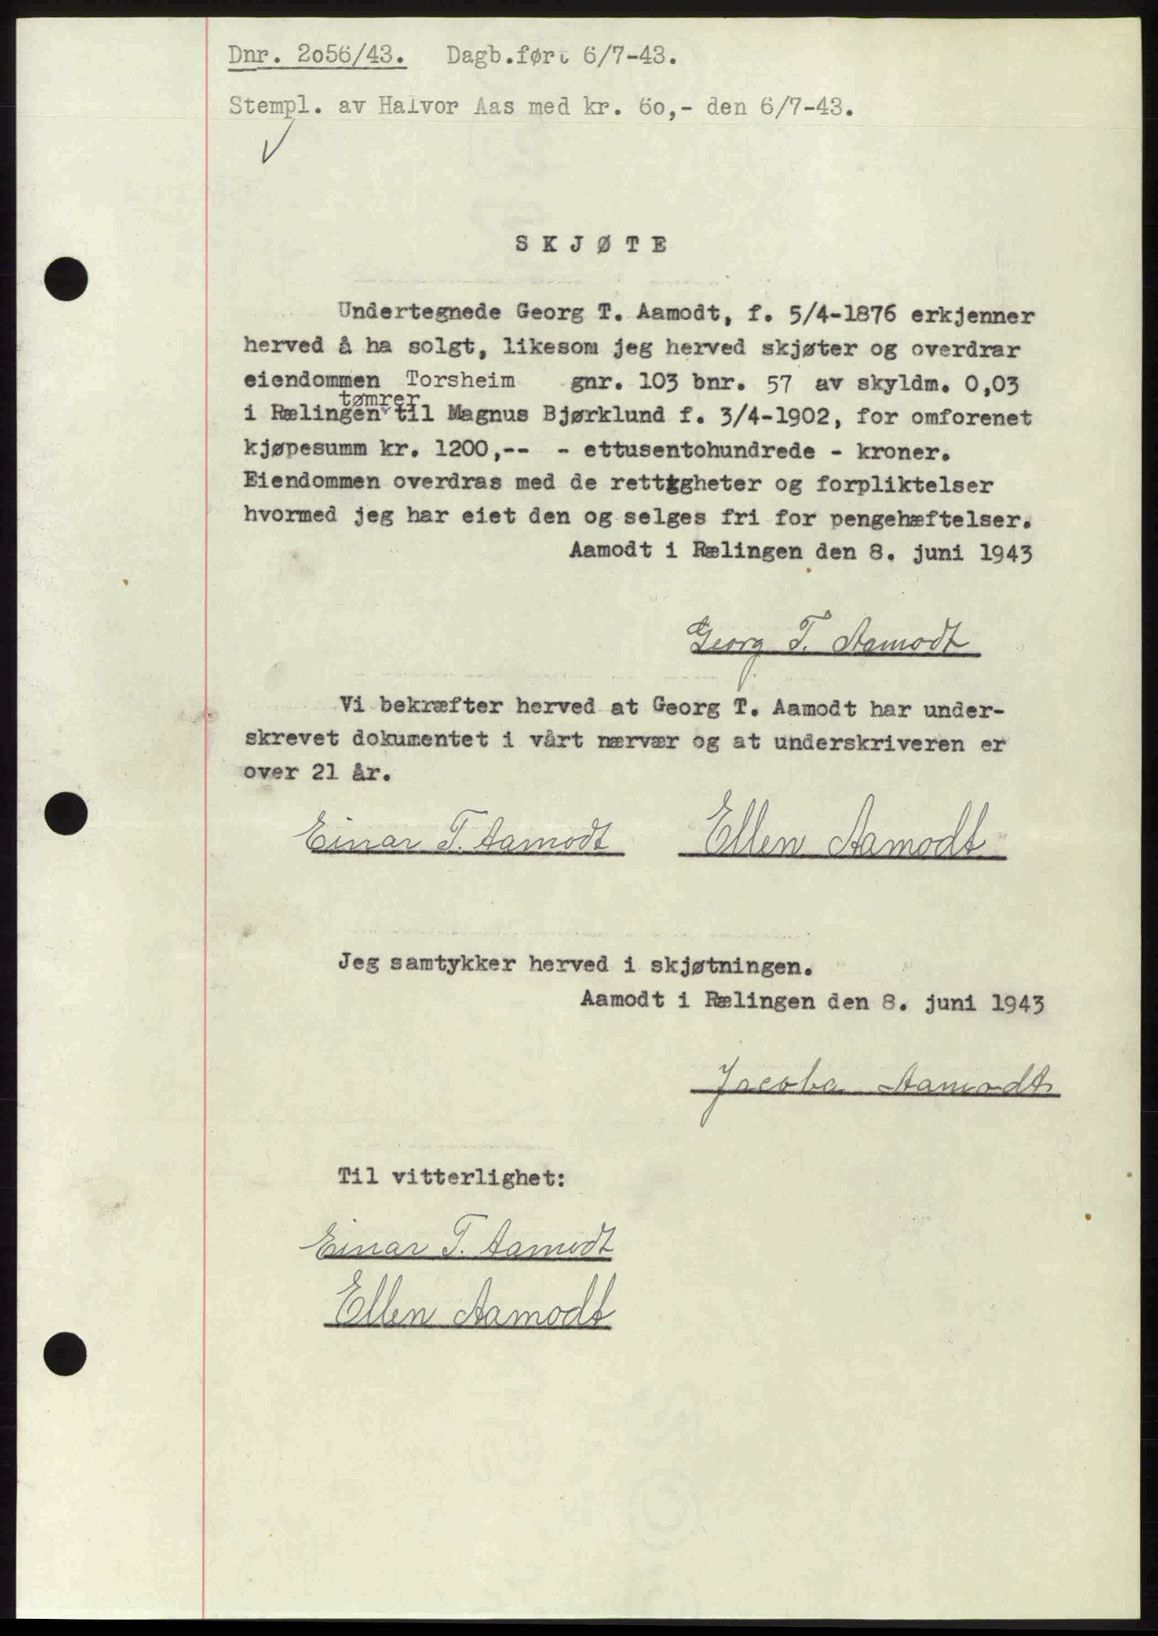 Dnr. 2o56/43. Dagb.ført 6/7-43.
Stempl. av Halvor Aas med kr. 6o,- den 6/7-43.
S K J Ø T E
Undertegnede Georg T. Aamodt, f. 5/4-1876 erkjenner
herved å ha solgt, likesom jeg herved skjøter og overdrar
eiendommen Torsheim gnr. 103 bnr. 57 av skyldm. 0,03
tømrer
i Rælingen til Magnus Bjørklund f. 3/4-1902, for omforenet
kjøpesumm kr. 1200,-- - ettusentohundrede - kroner.
Eiendommen overdras med de rettigheter og forpliktelser
hvormed jeg har eiet den og selges fri for pengehæftelser.
Aamodt i Rælingen den 8. juni 1943
Georg T. Aamodt
Vi bekræfter herved at Georg T. Aamodt har under-
skrevet dokumentet i vårt nærvær og at underskriveren er
over 21 år.
Einar T. Aamodt Ellen Aamodt
Jeg samtykker herved i skjøtningen.
Aamodt i Rælingen den 8. juni 1943
Jacoba Aamodt
Til vitterlighet:
Einar T. Aamodt
Ellen Aamodt